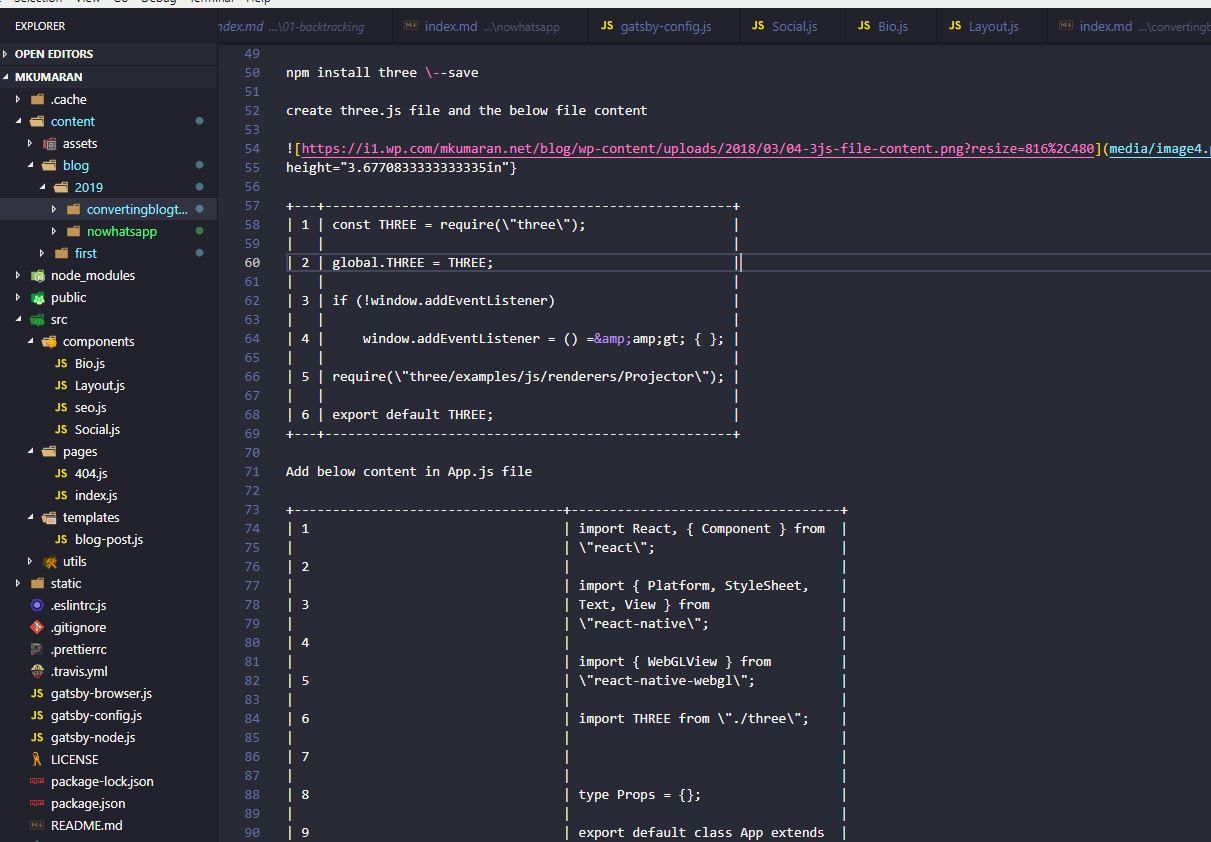 Selection View Go Debug Terminal Help
EXPLORER
ndex.md ...\01-backtracking
index.md ...\nowhatsapp
JS gatsby-config.js
JS Social.js
JS Bio.js
JS Layout.js
index.md ...\convertingb
OPEN EDITORS
MKUMARAN
.cache
content
assets
blog
2019
convertingblogt...
nowhatsapp
first
node_modules
public
src
components
JS Bio.js
JS Layout.js
JS seo.js
JS Social.js
pages
JS 404.js
JS index.js
templates
JS blog-post.js
utils
static
.eslintrc.js
.gitignore
.prettierrc
.travis.yml
JS gatsby-browser.js
JS gatsby-config.js
JS gatsby-node.js
LICENSE
package-lock.json
package.json
README.md
49
50 npm install three \--save
51
52 create three.js file and the below file content
53
54 ![https://i1.wp.com/mkumaran.net/blog/wp-content/uploads/2018/03/04-3js-file-content.png?resize=816%2C480](media/image4.p
55 height="3.6770833333333335in"}
56
57 +---+-----------------------------------------------------+
58 | 1 | const THREE = require(\"three\"); |
59 | | |
60 | 2 | global.THREE = THREE; |
61 | | |
62 | 3 | if (!window.addEventListener) |
63 | | |
64 | 4 | window.addEventListener = () =&amp;amp;gt; { }; |
65 | | |
66 | 5 | require(\"three/examples/js/renderers/Projector\"); |
67 | | |
68 | 6 | export default THREE; |
69 +---+-----------------------------------------------------+
70
71 Add below content in App.js file
72
73 +-----------------------------------+-----------------------------------+
74 | 1 | import React, { Component } from |
75 | | \"react\"; |
76 | 2 | |
77 | | import { Platform, StyleSheet, |
78 | 3 | Text, View } from |
79 | | \"react-native\"; |
80 | 4 | |
81 | | import { WebGLView } from |
82 | 5 | \"react-native-webgl\"; |
83 | | |
84 | 6 | import THREE from \"./three\"; |
85 | | |
86 | 7 | |
87 | | |
88 | 8 | type Props = {}; |
89 | | |
90 | 9 | export default class App extends |